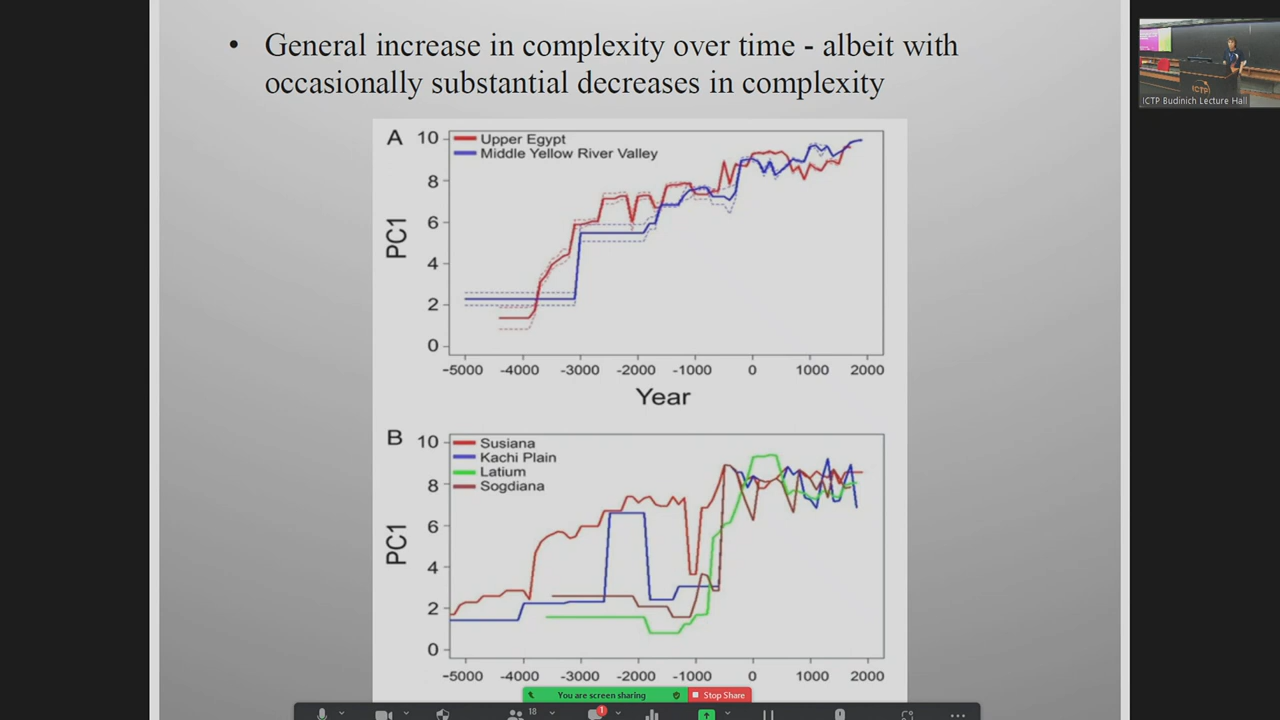 • General increase in complexity over time - albeit with
occasionally substantial decreases in complexity
A
10
8
6
4
2
0
PC1
Upper Egypt
Middle Yellow River Valley
-5000 -4000 -3000 -2000 -1000 0 1000 2000
Year
B
10
8
6
4
2
0
PC1
Susiana
Kachi Plain
Latium
Sogdiana
-5000 -4000 -3000 -2000 -1000 0 1000 2000
You are screen sharing
Stop Share
18
1
ICTP
ICTP Budinich Lecture Hall